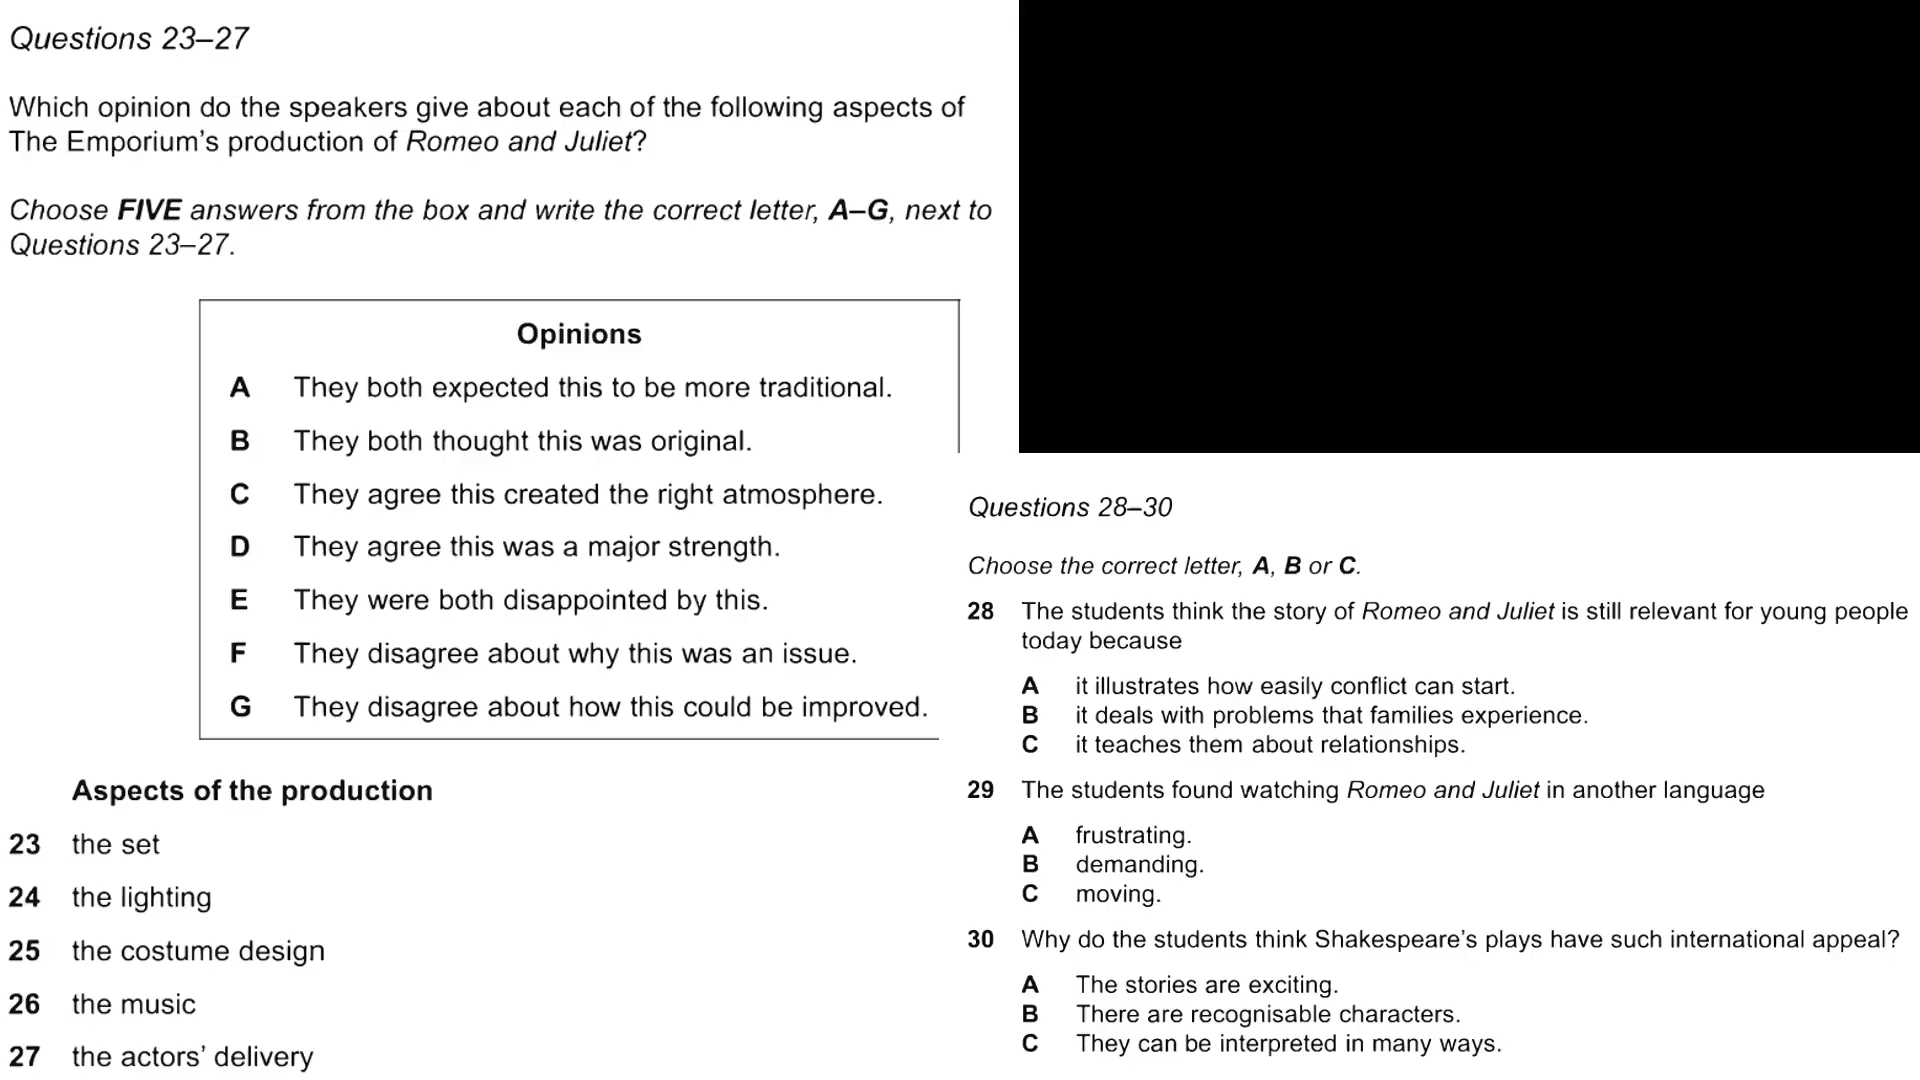 Questions 23–27
Which opinion do the speakers give about each of the following aspects of
The Emporium’s production of Romeo and Juliet?
Choose FIVE answers from the box and write the correct letter, A–G, next to
Questions 23–27.
Opinions
A They both expected this to be more traditional.
B They both thought this was original.
C They agree this created the right atmosphere.
D They agree this was a major strength.
E They were both disappointed by this.
F They disagree about why this was an issue.
G They disagree about how this could be improved.
Aspects of the production
23 the set
24 the lighting
25 the costume design
26 the music
27 the actors’ delivery
Questions 28–30
Choose the correct letter, A, B or C.
28 The students think the story of Romeo and Juliet is still relevant for young people
today because
A it illustrates how easily conflict can start.
B it deals with problems that families experience.
C it teaches them about relationships.
29 The students found watching Romeo and Juliet in another language
A frustrating.
B demanding.
C moving.
30 Why do the students think Shakespeare’s plays have such international appeal?
A The stories are exciting.
B There are recognisable characters.
C They can be interpreted in many ways.